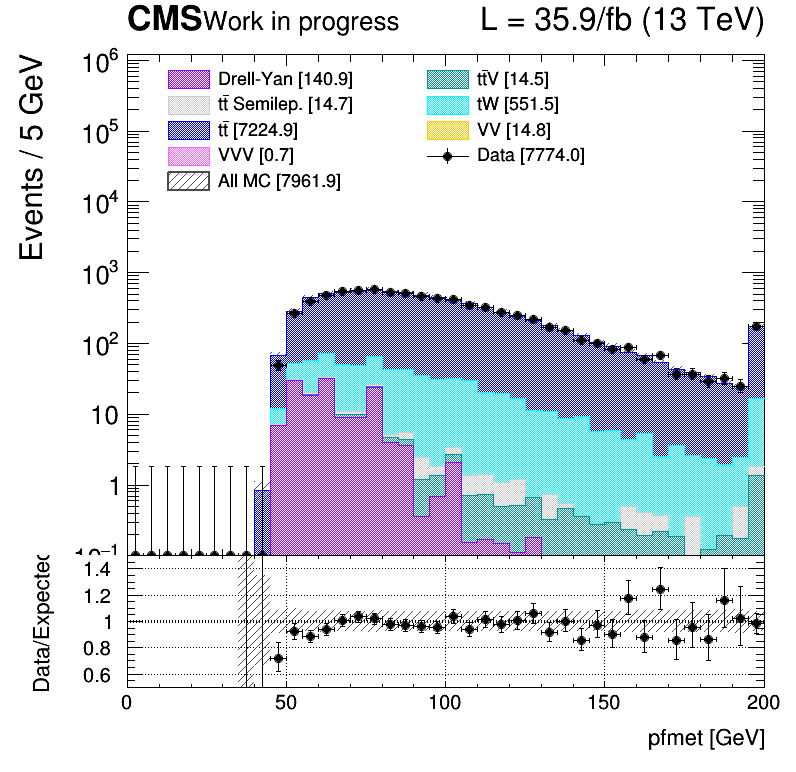 CMS Work in progress L = 35.9/fb (13 TeV)
Events / 5 GeV
10⁶
10⁵
10⁴
10³
10²
10
1
10⁻¹
Drell-Yan [140.9]
tt̄ Semilep. [14.7]
tt̄ [7224.9]
VVV [0.7]
All MC [7961.9]
tt̄V [14.5]
tW [551.5]
VV [14.8]
Data [7774.0]
Data/Expected
1.4
1.2
1
0.8
0.6
0 50 100 150 200
pfmet [GeV]